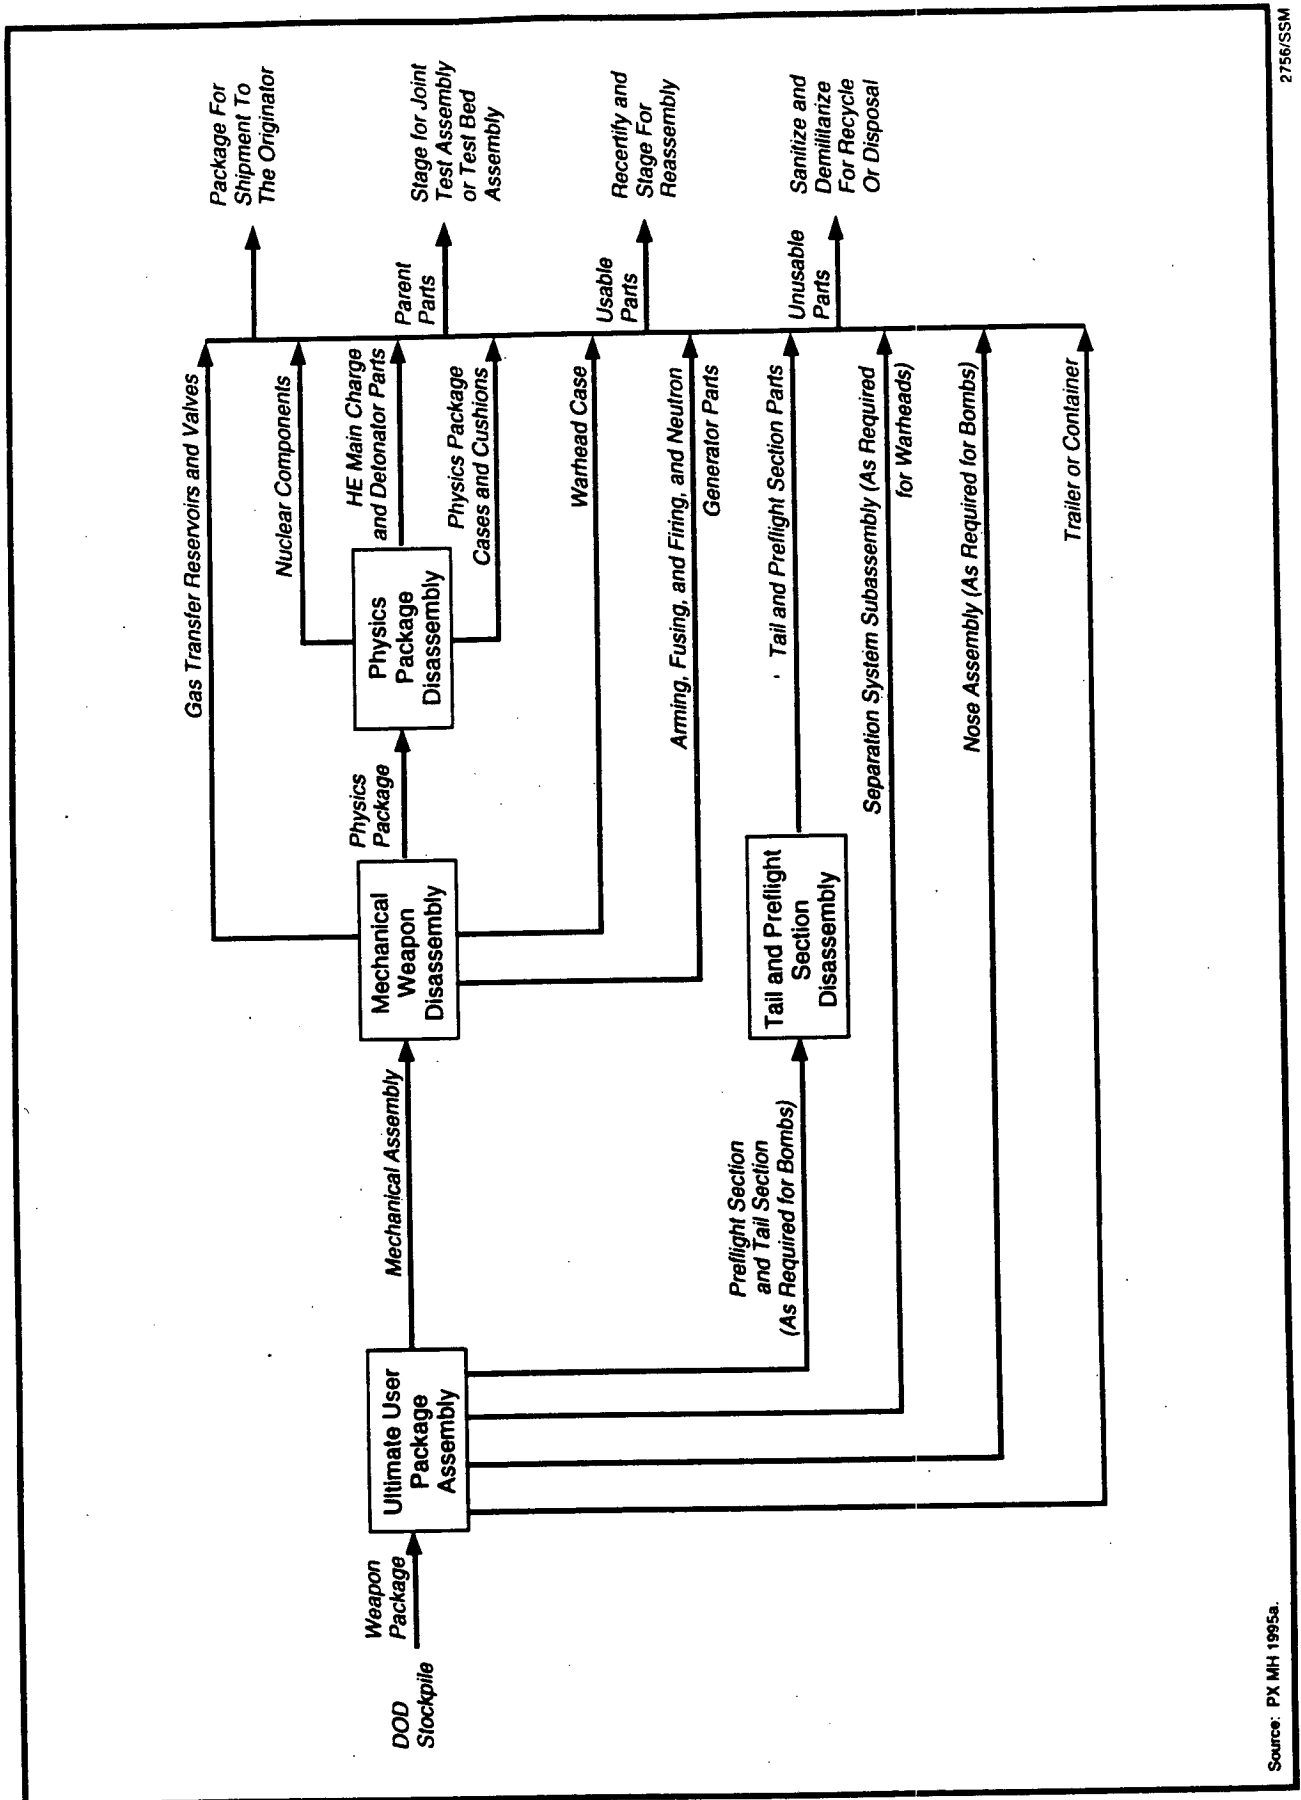 DOD
Stockpile
Weapon
Package
Ultimate User
Package
Assembly
Mechanical Assembly
Mechanical
Weapon
Disassembly
Physics
Package
Physics
Package
Disassembly
Gas Transfer Reservoirs and Valves
Nuclear Components
HE Main Charge
and Detonator Parts
Physics Package
Cases and Cushions
Warhead Case
Arming, Fusing, and Firing, and Neutron
Generator Parts
Preflight Section
and Tail Section
(As Required for Bombs)
Tail and Preflight
Section
Disassembly
Tail and Preflight Section Parts
Separation System Subassembly (As Required
for Warheads)
Nose Assembly (As Required for Bombs)
Trailer or Container
Package For
Shipment To
The Originator
Parent
Parts
Stage for Joint
Test Assembly
or Test Bed
Assembly
Usable
Parts
Recertify and
Stage For
Reassembly
Unusable
Parts
Sanitize and
Demilitarize
For Recycle
Or Disposal
Source: PX MH 1995a.
2756/SSM